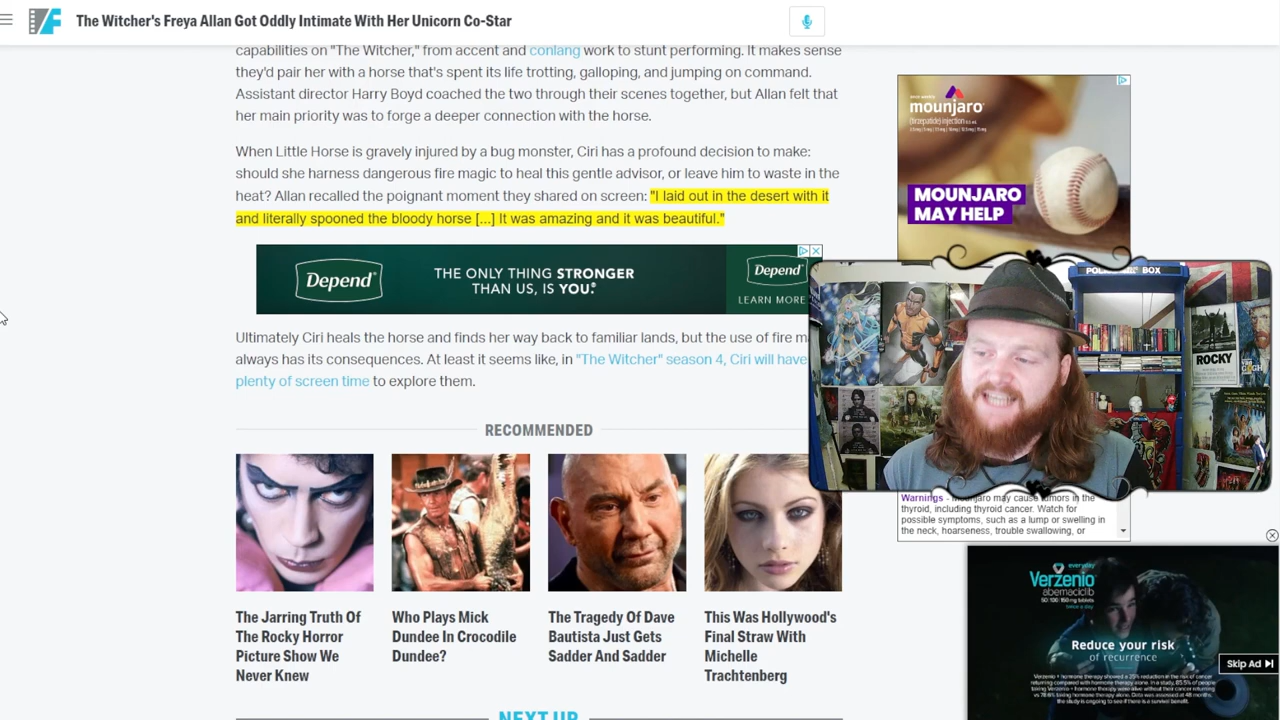 The Witcher's Freya Allan Got Oddly Intimate With Her Unicorn Co-Star
capabilities on "The Witcher," from accent and conlang work to stunt performing. It makes sense
they'd pair her with a horse that's spent its life trotting, galloping, and jumping on command.
Assistant director Harry Boyd coached the two through their scenes together, but Allan felt that
her main priority was to forge a deeper connection with the horse.
When Little Horse is gravely injured by a bug monster, Ciri has a profound decision to make:
should she harness dangerous fire magic to heal this gentle advisor, or leave him to waste in the
heat? Allan recalled the poignant moment they shared on screen: "I laid out in the desert with it
and literally spooned the bloody horse [...] It was amazing and it was beautiful."
Depend®
THE ONLY THING STRONGER
THAN US, IS YOU.®
Depend®
LEARN MORE
Ultimately Ciri heals the horse and finds her way back to familiar lands, but the use of fire
always has its consequences. At least it seems like, in "The Witcher" season 4, Ciri will have
plenty of screen time to explore them.
RECOMMENDED
The Jarring Truth Of
The Rocky Horror
Picture Show We
Never Knew
Who Plays Mick
Dundee In Crocodile
Dundee?
The Tragedy Of Dave
Bautista Just Gets
Sadder And Sadder
This Was Hollywood's
Final Straw With
Michelle
Trachtenberg
NEXT UP
mounjaro
(tirzepatide) injection
MOUNJARO
MAY HELP
BOX
ROCKY
Warnings - Mounjaro may cause tumors in the
thyroid, including thyroid cancer. Watch for
possible symptoms, such as a lump or swelling in
the neck, hoarseness, trouble swallowing, or
everyday
Verzenio
abemaciclib
50 | 100 | 150 mg tablets
twice a day
Reduce your risk
of recurrence
Skip Ad